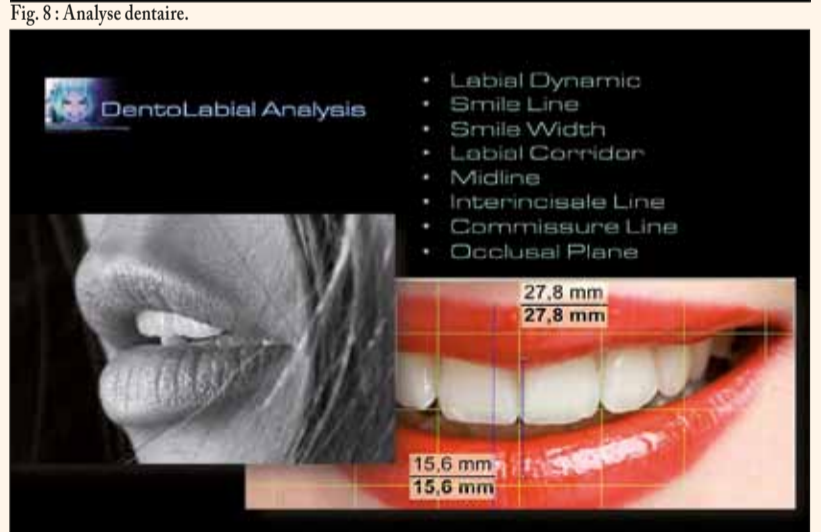 Fig. 8 : Analyse dentaire.
DentoLabial Analysis
• Labial Dynamic
• Smile Line
• Smile Width
• Labial Corridor
• Midline
• Interincisale Line
• Commissure Line
• Occlusal Plane
27,8 mm
27,8 mm
15,6 mm
15,6 mm